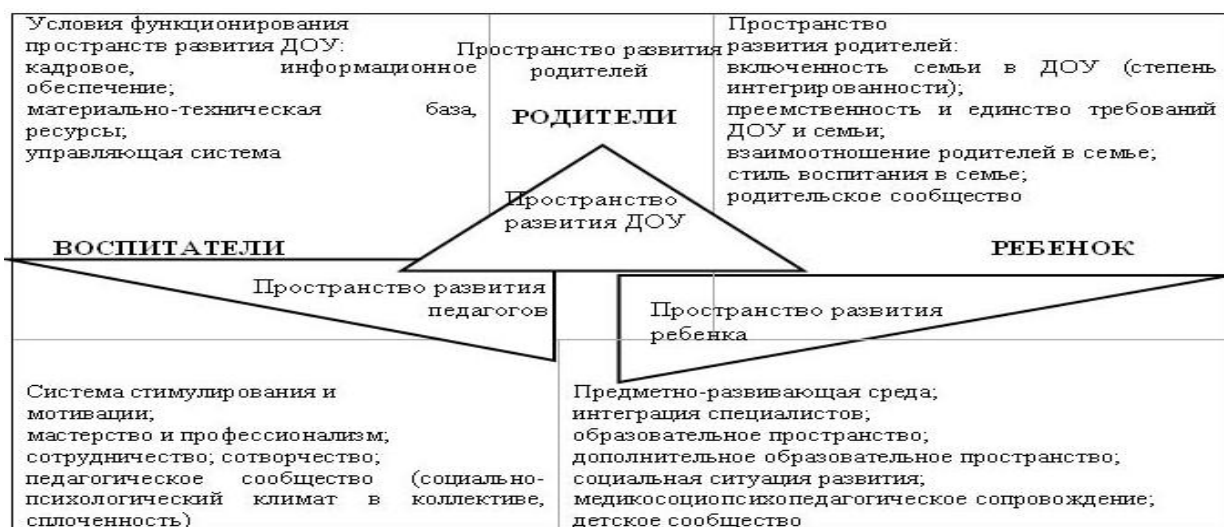 Условия функционирования
пространств развития ДОУ:
кадровое, информационное
обеспечение;
материально-техническая база,
ресурсы;
управляющая система
Пространство развития
родителей
РОДИТЕЛИ
Пространство
развития родителей:
включенность семьи в ДОУ (степень
интегрированности);
преемственность и единство требований
ДОУ и семьи;
взаимоотношение родителей в семье;
стиль воспитания в семье;
родительское сообщество
Пространство
развития ДОУ
ВОСПИТАТЕЛИ
РЕБЕНОК
Пространство развития
педагогов
Пространство развития
ребенка
Система стимулирования и
мотивации;
мастерство и профессионализм;
сотрудничество; сотворчество;
педагогическое сообщество (социально-
психологический климат в коллективе,
сплоченность)
Предметно-развивающая среда;
интеграция специалистов;
образовательное пространство;
дополнительное образовательное пространство;
социальная ситуация развития;
медикосоциопсихопедагогическое сопровождение;
детское сообщество